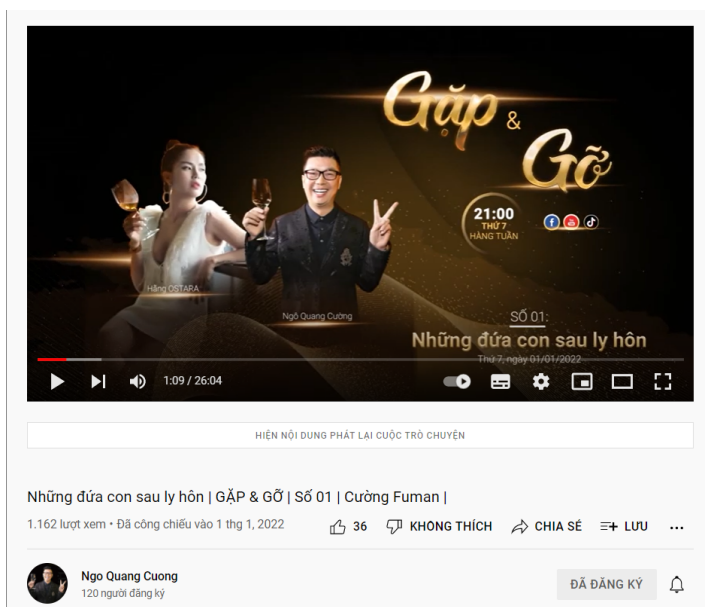 Gặp
&
Gỡ
21:00
THỨ 7
HÀNG TUẦN
Hằng OSTARA
Ngô Quang Cường
SỐ 01:
Những đứa con sau ly hôn
Thứ 7, ngày 01/01/2022
1:09 / 26:04
HIỆN NỘI DUNG PHÁT LẠI CUỘC TRÒ CHUYỆN
Những đứa con sau ly hôn | GẶP & GỠ | Số 01 | Cường Fuman |
1.162 lượt xem • Đã công chiếu vào 1 thg 1, 2022
36 KHÔNG THÍCH CHIA SẺ LƯU
Ngo Quang Cuong
120 người đăng ký
ĐÃ ĐĂNG KÝ